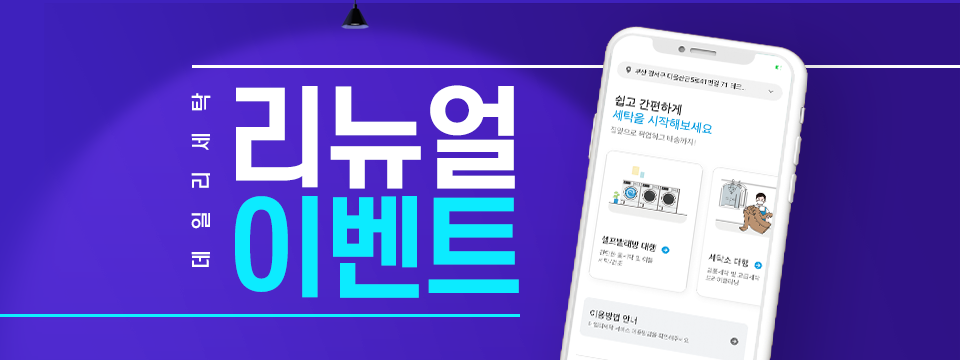 데일리세탁
리뉴얼
이벤트
쉽고 간편하게
세탁을 시작해보세요
셀프빨래방 대행
세탁소 대행
이용방법 안내